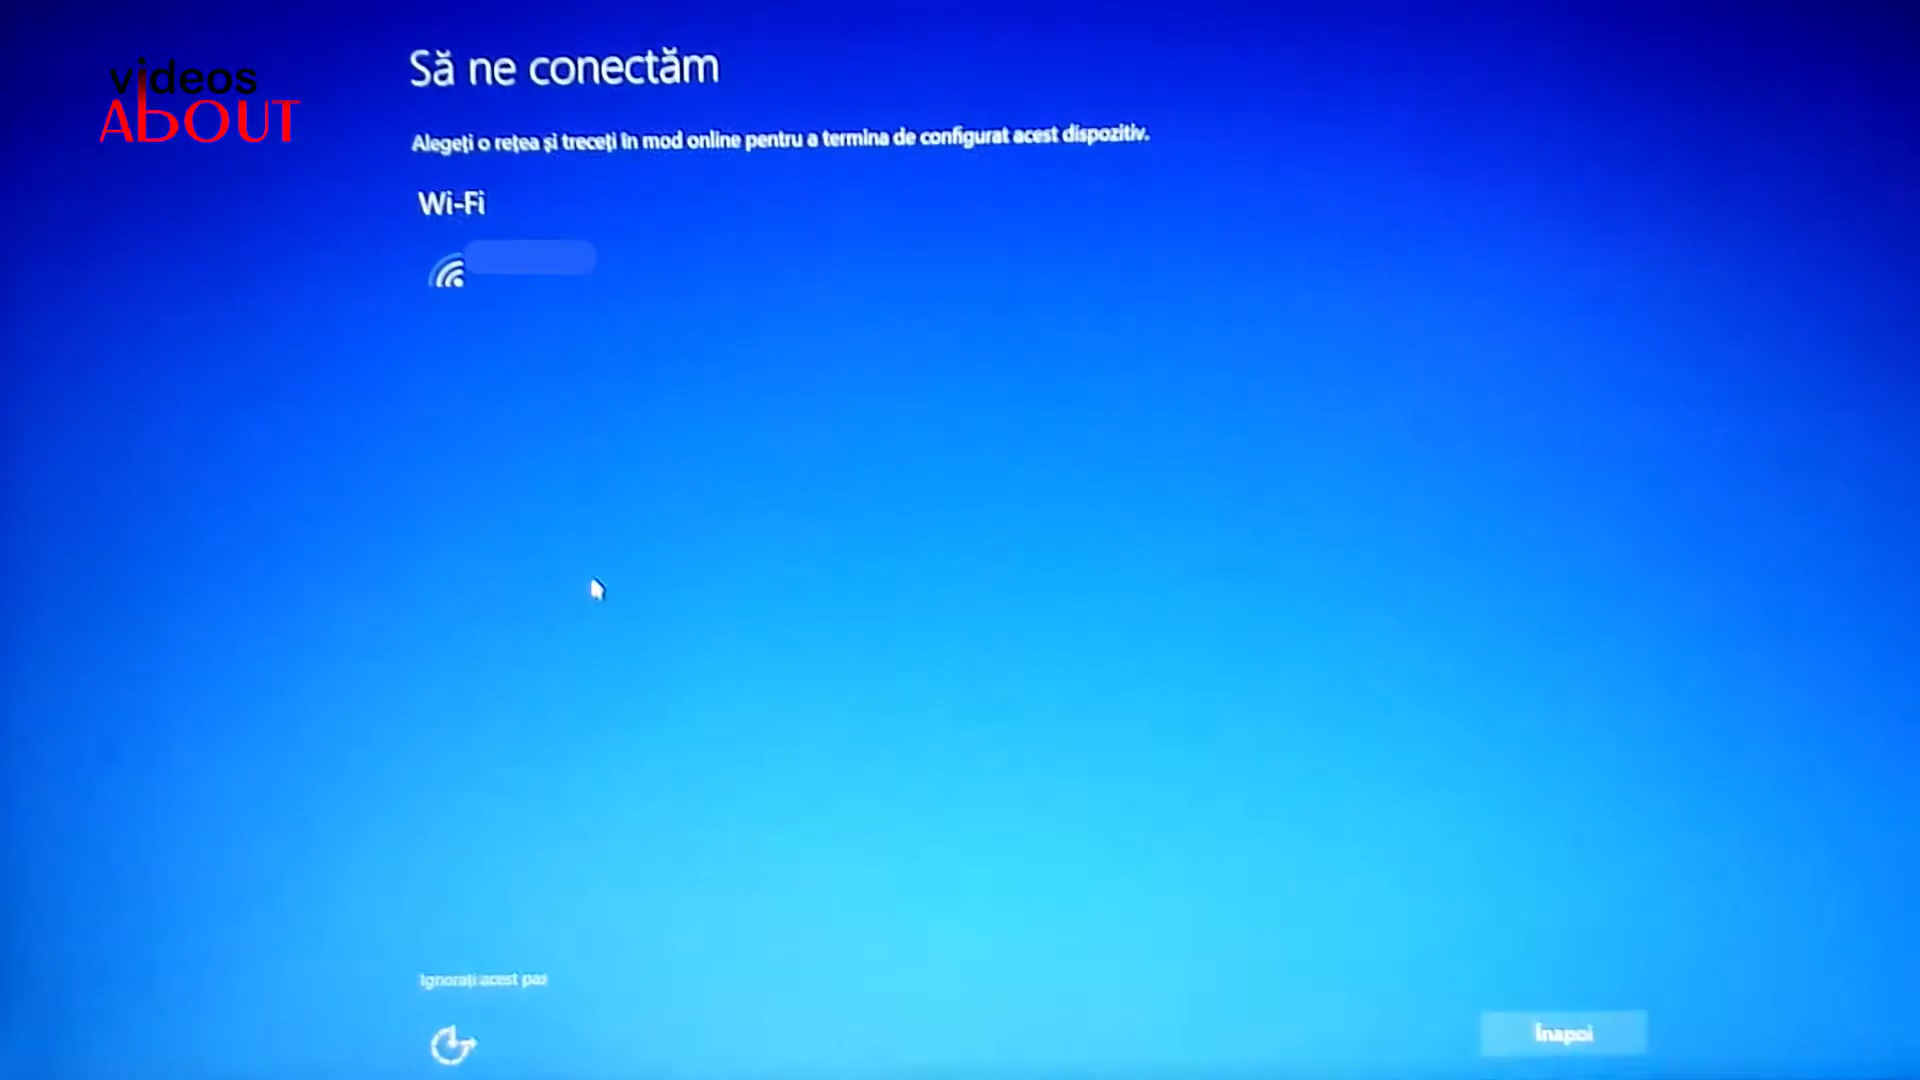 videos
ABOUT
Să ne conectăm
Alegeți o rețea și treceți în mod online pentru a termina de configurat acest dispozitiv.
Wi-Fi
Ignorați acest pas
Înapoi